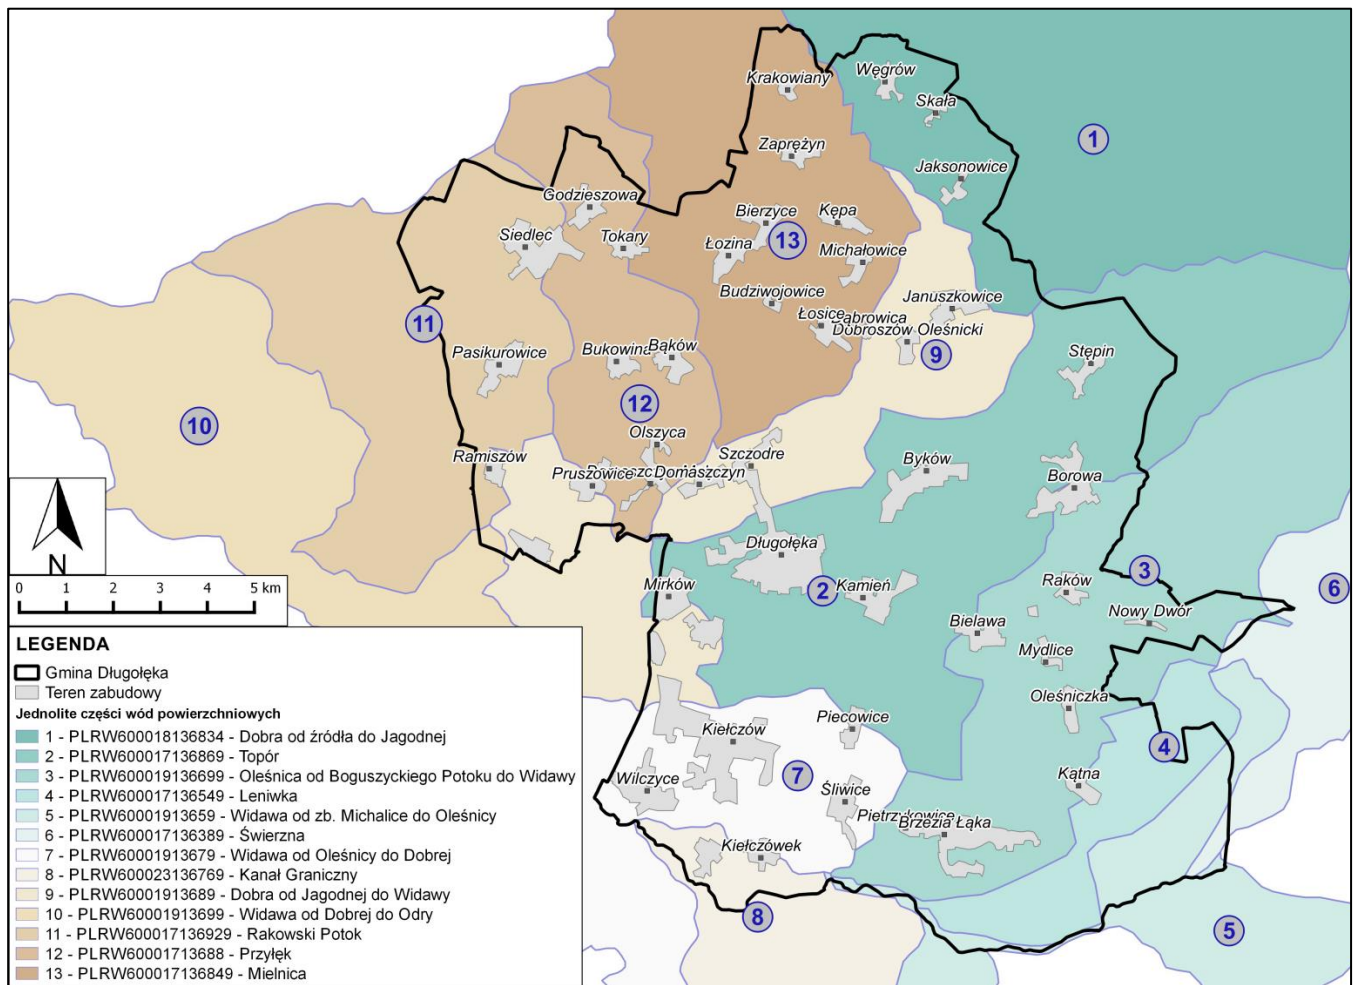 Krakowiany
Węgrów
Skała
1
Zaprężyn
Jaksonowice
Godzieszowa
Bierzyce
Kępa
Siedlec
Tokary
13
Łozina
Michałowice
Budziwojowice
Januszkowice
11
Łosice
Dąbrowica
Dobroszów Oleśnicki
9
Stępin
Pasikurowice
Bukowina
Bąków
12
10
Olszyca
Ramiszów
Szczodre
Byków
Pruszowice
Domaszczyn
Borowa
N
Długołęka
0 1 2 3 4 5 km
Mirków
2
Kamień
Raków
3
6
Nowy Dwór
Bielawa
Mydlice
Oleśniczka
Piecowice
Kiełczów
4
7
Wilczyce
Śliwice
Kątna
Pietrzykowice
Brzezia Łąka
Kiełczówek
8
5
LEGENDA
Gmina Długołęka
Teren zabudowy
Jednolite części wód powierzchniowych
1 - PLRW600018136834 - Dobra od źródła do Jagodnej
2 - PLRW600017136869 - Topór
3 - PLRW600019136699 - Oleśnica od Boguszyckiego Potoku do Widawy
4 - PLRW600017136549 - Leniwka
5 - PLRW60001913659 - Widawa od zb. Michalice do Oleśnicy
6 - PLRW600017136389 - Świerzna
7 - PLRW60001913679 - Widawa od Oleśnicy do Dobrej
8 - PLRW600023136769 - Kanał Graniczny
9 - PLRW60001913689 - Dobra od Jagodnej do Widawy
10 - PLRW60001913699 - Widawa od Dobrej do Odry
11 - PLRW600017136929 - Rakowski Potok
12 - PLRW60001713688 - Przyłęk
13 - PLRW600017136849 - Mielnica